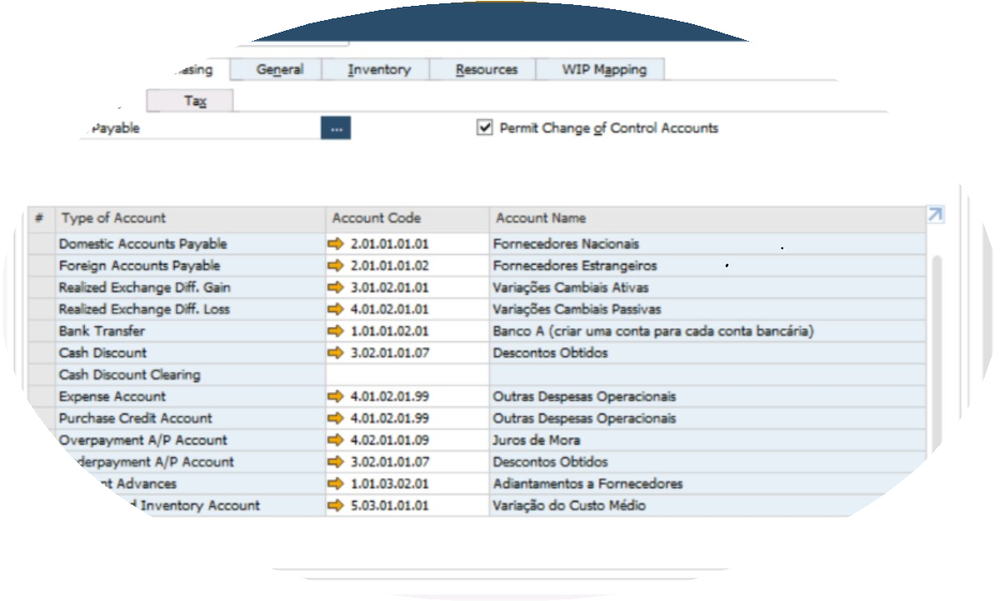 General Inventory Resources WIP Mapping
Tax
Payable ... Permit Change of Control Accounts
# Type of Account Account Code Account Name
Domestic Accounts Payable 2.01.01.01.01 Fornecedores Nacionais
Foreign Accounts Payable 2.01.01.01.02 Fornecedores Estrangeiros
Realized Exchange Diff. Gain 3.01.02.01.01 Variações Cambiais Ativas
Realized Exchange Diff. Loss 4.01.02.01.01 Variações Cambiais Passivas
Bank Transfer 1.01.01.02.01 Banco A (criar uma conta para cada conta bancária)
Cash Discount 3.02.01.01.07 Descontos Obtidos
Cash Discount Clearing
Expense Account 4.01.02.01.99 Outras Despesas Operacionais
Purchase Credit Account 4.01.02.01.99 Outras Despesas Operacionais
Overpayment A/P Account 4.02.01.01.09 Juros de Mora
derpayment A/P Account 3.02.01.01.07 Descontos Obtidos
Advances 1.01.03.02.01 Adiantamentos a Fornecedores
Inventory Account 5.03.01.01.01 Variação do Custo Médio